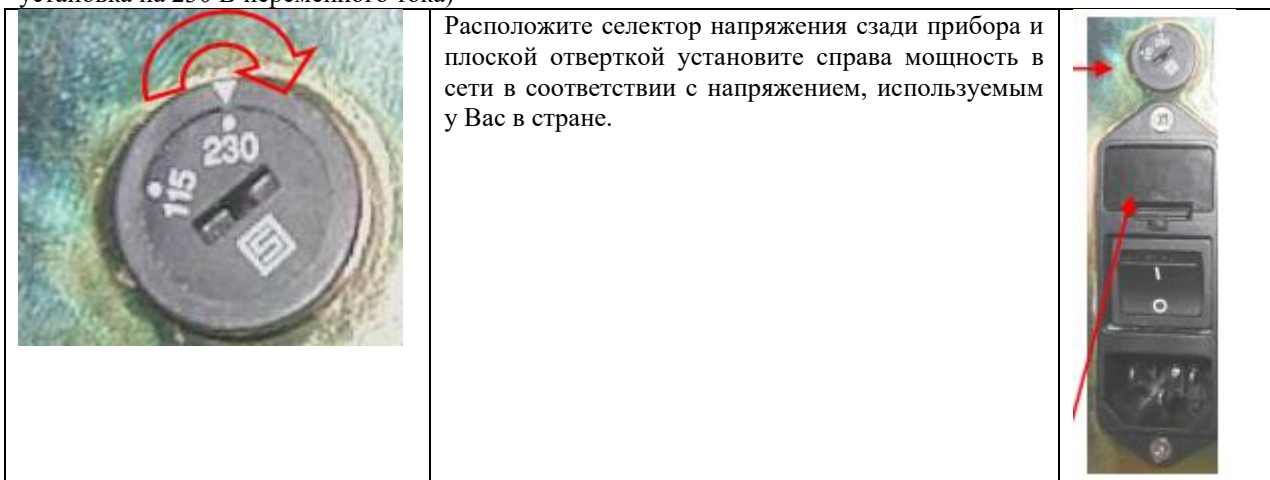 установка на 230 В переменного тока)
Расположите селектор напряжения сзади прибора и
плоской отверткой установите справа мощность в
сети в соответствии с напряжением, используемым
у Вас в стране.
230
115
I
O